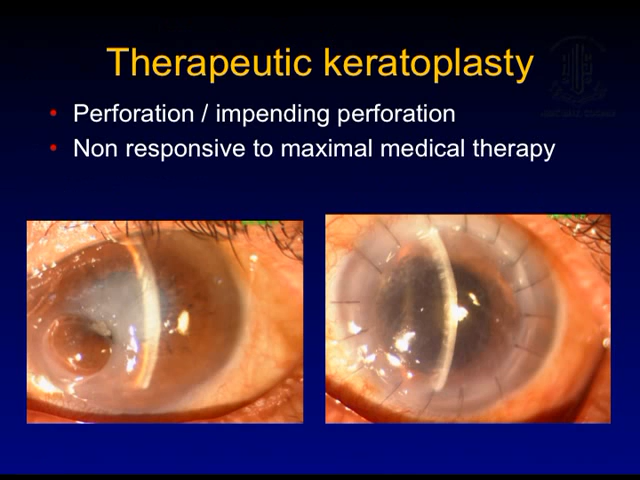 Therapeutic keratoplasty
• Perforation / impending perforation
• Non responsive to maximal medical therapy